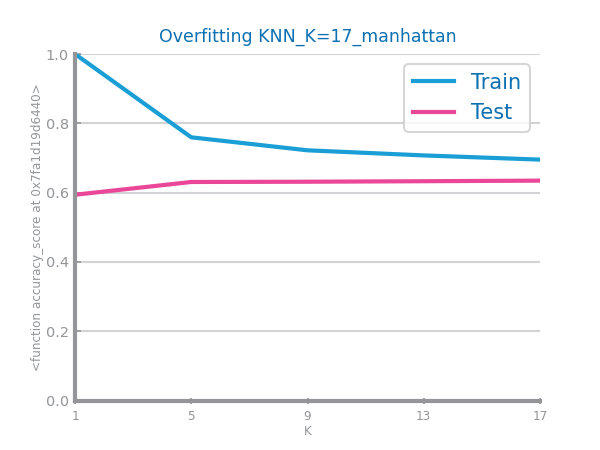 Overfitting KNN_K=17_manhattan
Train
Test
<function accuracy_score at 0x7fa1d19d6440>
1.0
0.8
0.6
0.4
0.2
0.0
1 5 9 13 17
K